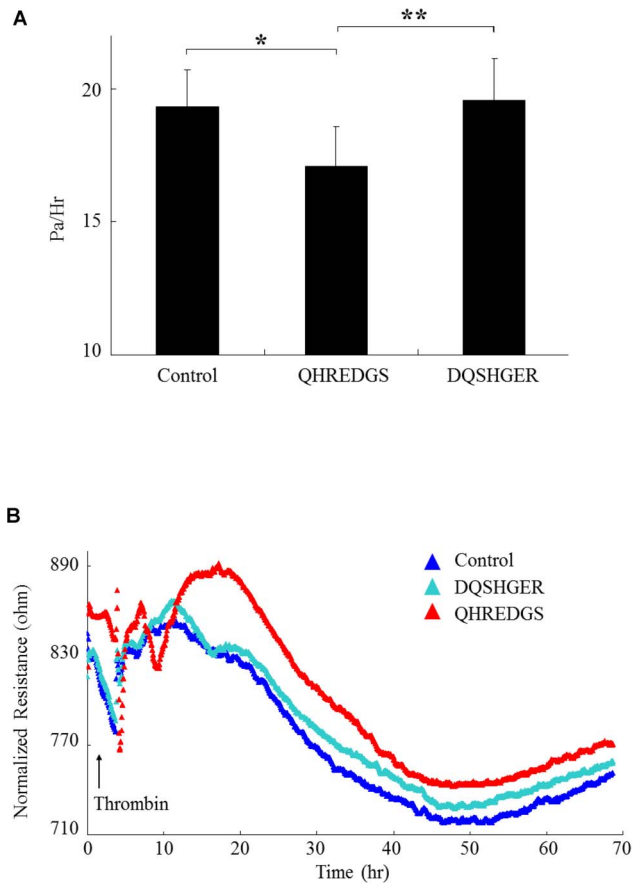 A
*
**
20
15
10
Pa/Hr
Control QHREDGS DQSHGER
B
890
830
770
710
Normalized Resistance (ohm)
Control
DQSHGER
QHREDGS
Thrombin
0 10 20 30 40 50 60 70
Time (hr)